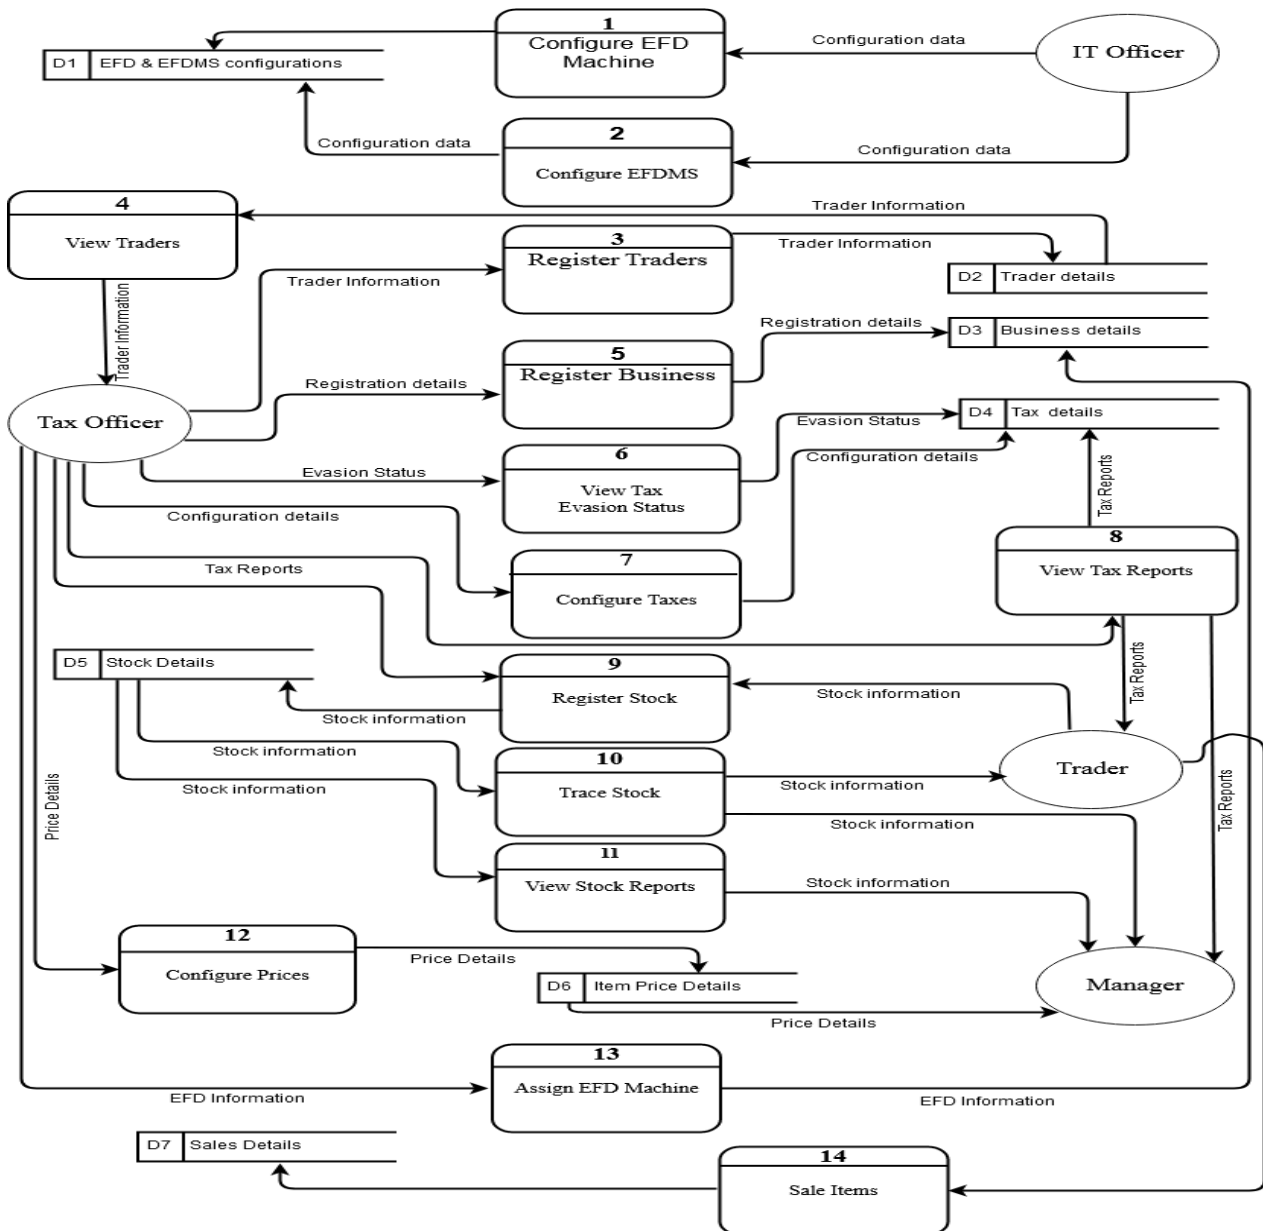 1
Configure EFD
Machine
Configuration data
IT Officer
D1 EFD & EFDMS configurations
2
Configure EFDMS
Configuration data
Configuration data
4
View Traders
Trader Information
3
Register Traders
Trader Information
Trader Information
D2 Trader details
Trader Information
Registration details
D3 Business details
5
Register Business
Registration details
Tax Officer
D4 Tax details
Evasion Status
6
View Tax
Evasion Status
Evasion Status
Configuration details
Configuration details
Tax Reports
8
View Tax Reports
7
Configure Taxes
Tax Reports
D5 Stock Details
9
Register Stock
Stock information
Stock information
Tax Reports
Stock information
10
Trace Stock
Stock information
Trader
Stock information
Stock information
Tax Reports
Price Details
11
View Stock Reports
Stock information
12
Configure Prices
Price Details
D6 Item Price Details
Manager
Price Details
13
Assign EFD Machine
EFD Information
EFD Information
D7 Sales Details
14
Sale Items